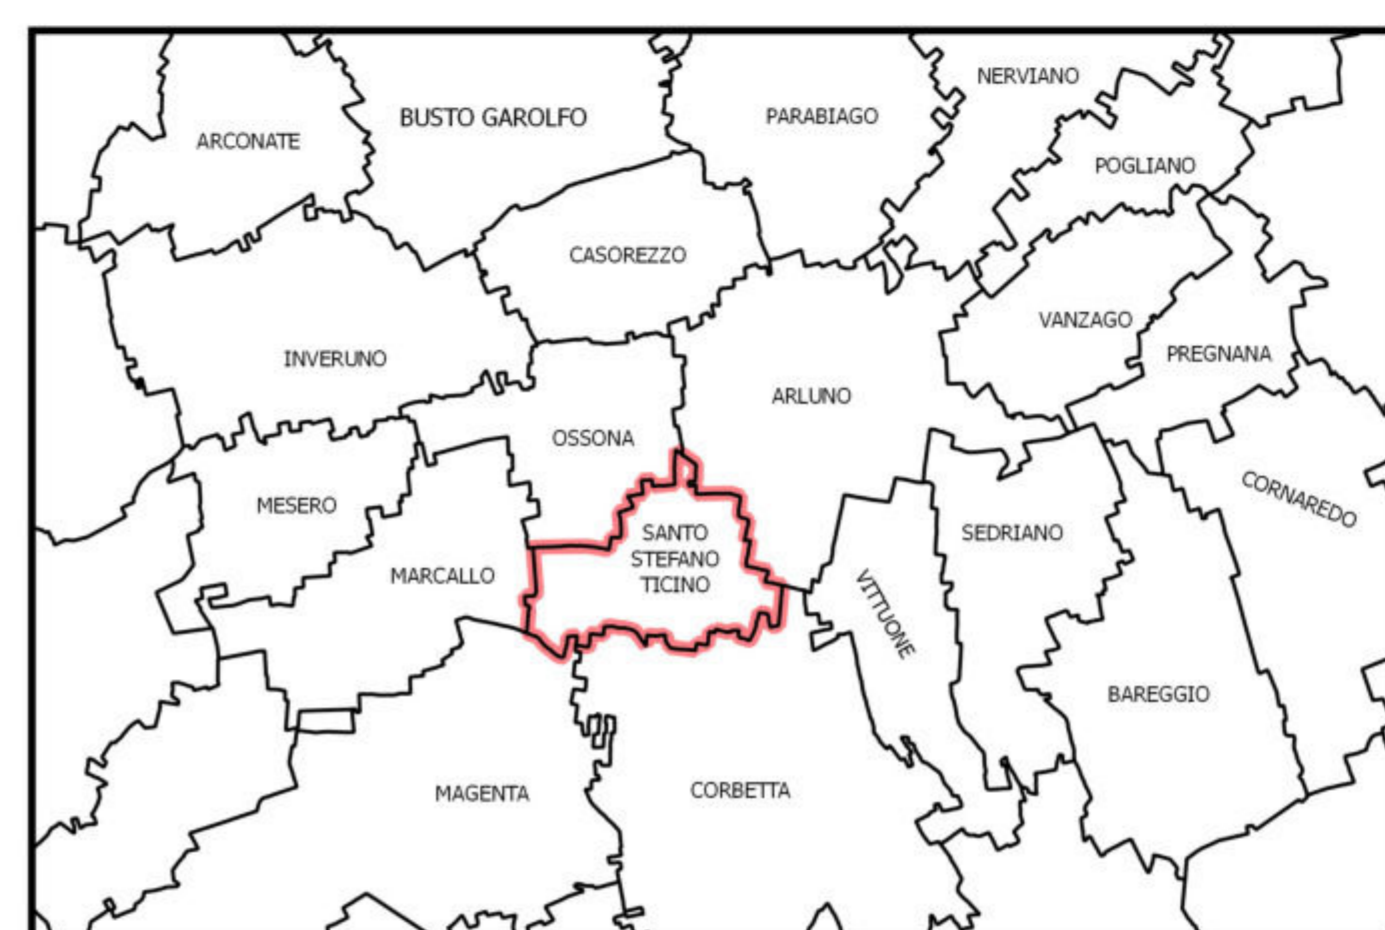 NERVIANO
BUSTO GAROLFO
PARABIAGO
ARCONATE
POGLIANO
CASOREZZO
VANZAGO
PREGNANA
INVERUNO
ARLUNO
OSSONA
CORNAREDO
MESERO
SANTO
STEFANO
TICINO
SEDRIANO
MARCALLO
VITTUONE
BAREGGIO
MAGENTA
CORBETTA